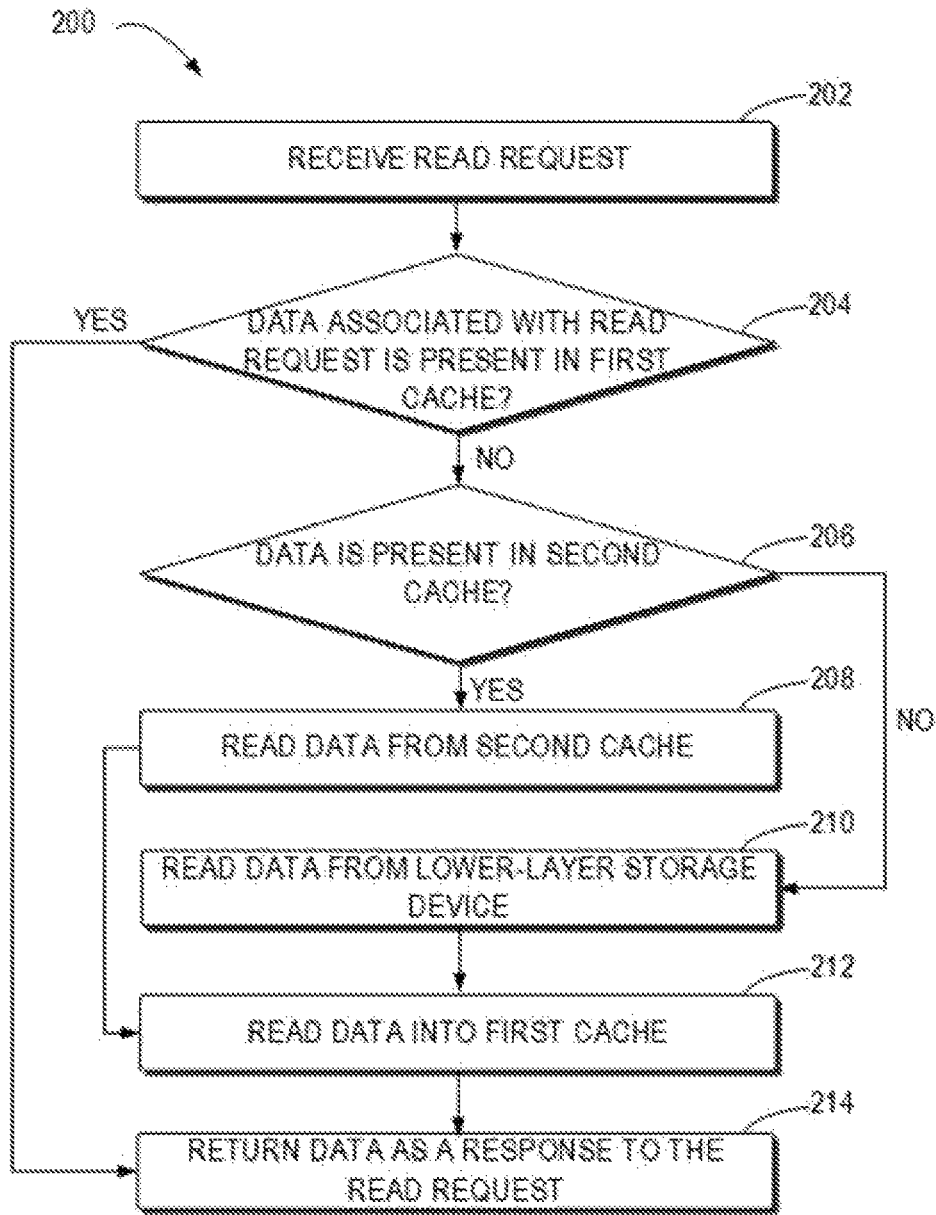 200
202
RECEIVE READ REQUEST
YES
204
DATA ASSOCIATED WITH READ
REQUEST IS PRESENT IN FIRST
CACHE?
NO
206
DATA IS PRESENT IN SECOND
CACHE?
YES
208
NO
READ DATA FROM SECOND CACHE
210
READ DATA FROM LOWER-LAYER STORAGE
DEVICE
212
READ DATA INTO FIRST CACHE
214
RETURN DATA AS A RESPONSE TO THE
READ REQUEST